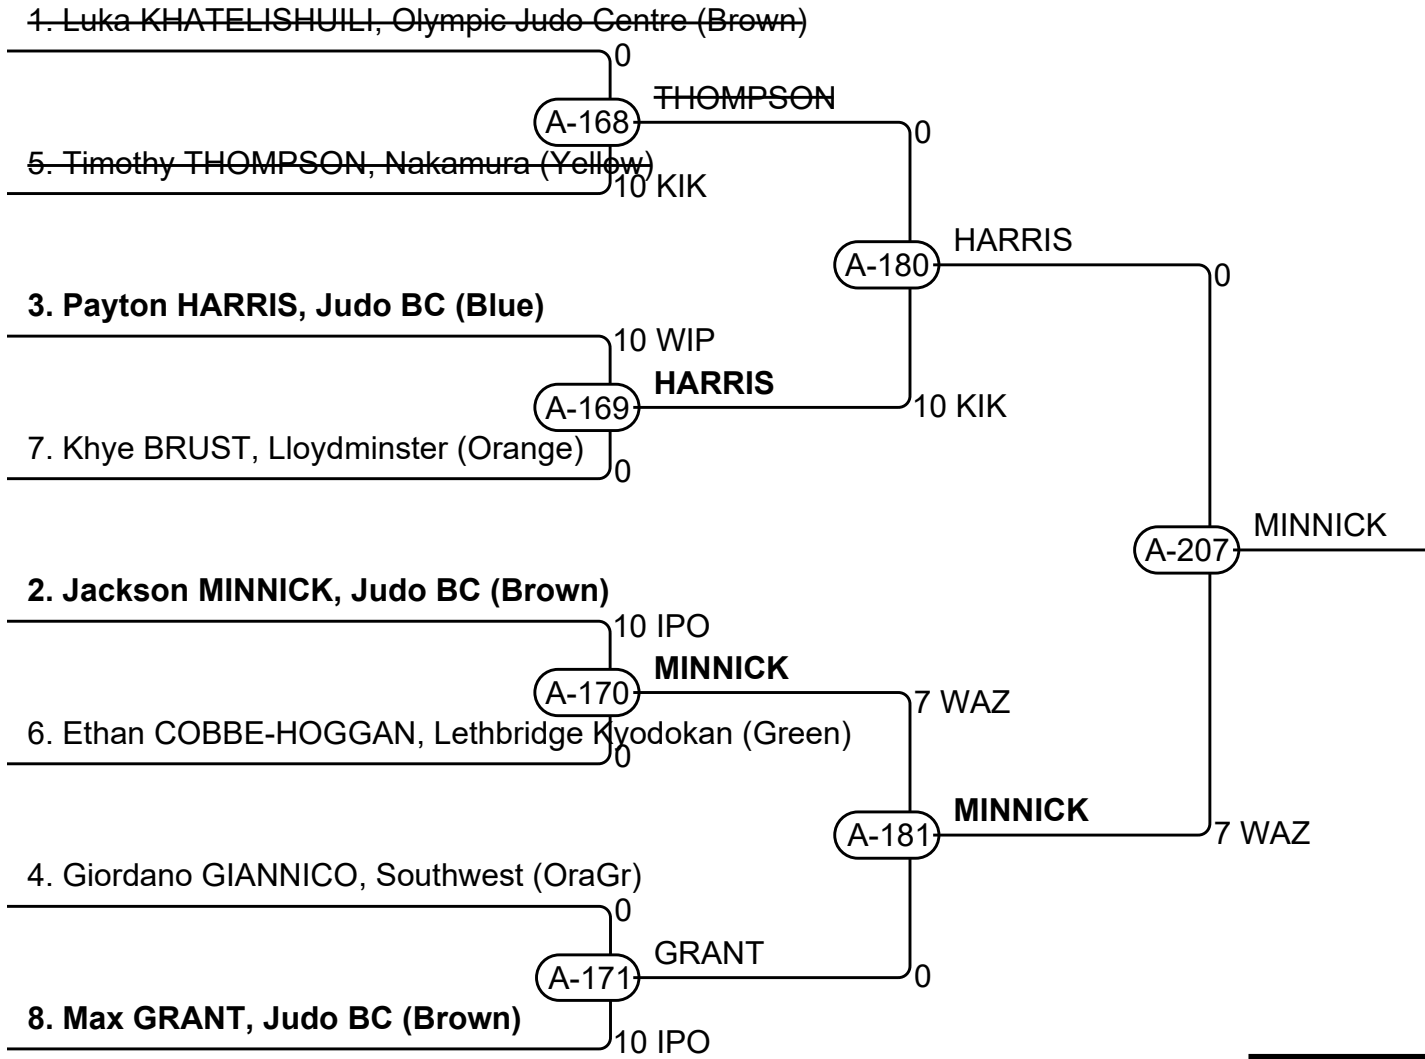 1. Luka KHATELISHUILI, Olympic Judo Centre (Brown)
0
THOMPSON
A-168
0
5. Timothy THOMPSON, Nakamura (Yellow)
10 KIK
HARRIS
A-180
0
3. Payton HARRIS, Judo BC (Blue)
10 WIP
HARRIS
A-169
10 KIK
7. Khye BRUST, Lloydminster (Orange)
0
MINNICK
A-207
2. Jackson MINNICK, Judo BC (Brown)
10 IPO
MINNICK
A-170
7 WAZ
6. Ethan COBBE-HOGGAN, Lethbridge Kyodokan (Green)
0
MINNICK
A-181
7 WAZ
4. Giordano GIANNICO, Southwest (OraGr)
0
GRANT
A-171
0
8. Max GRANT, Judo BC (Brown)
10 IPO